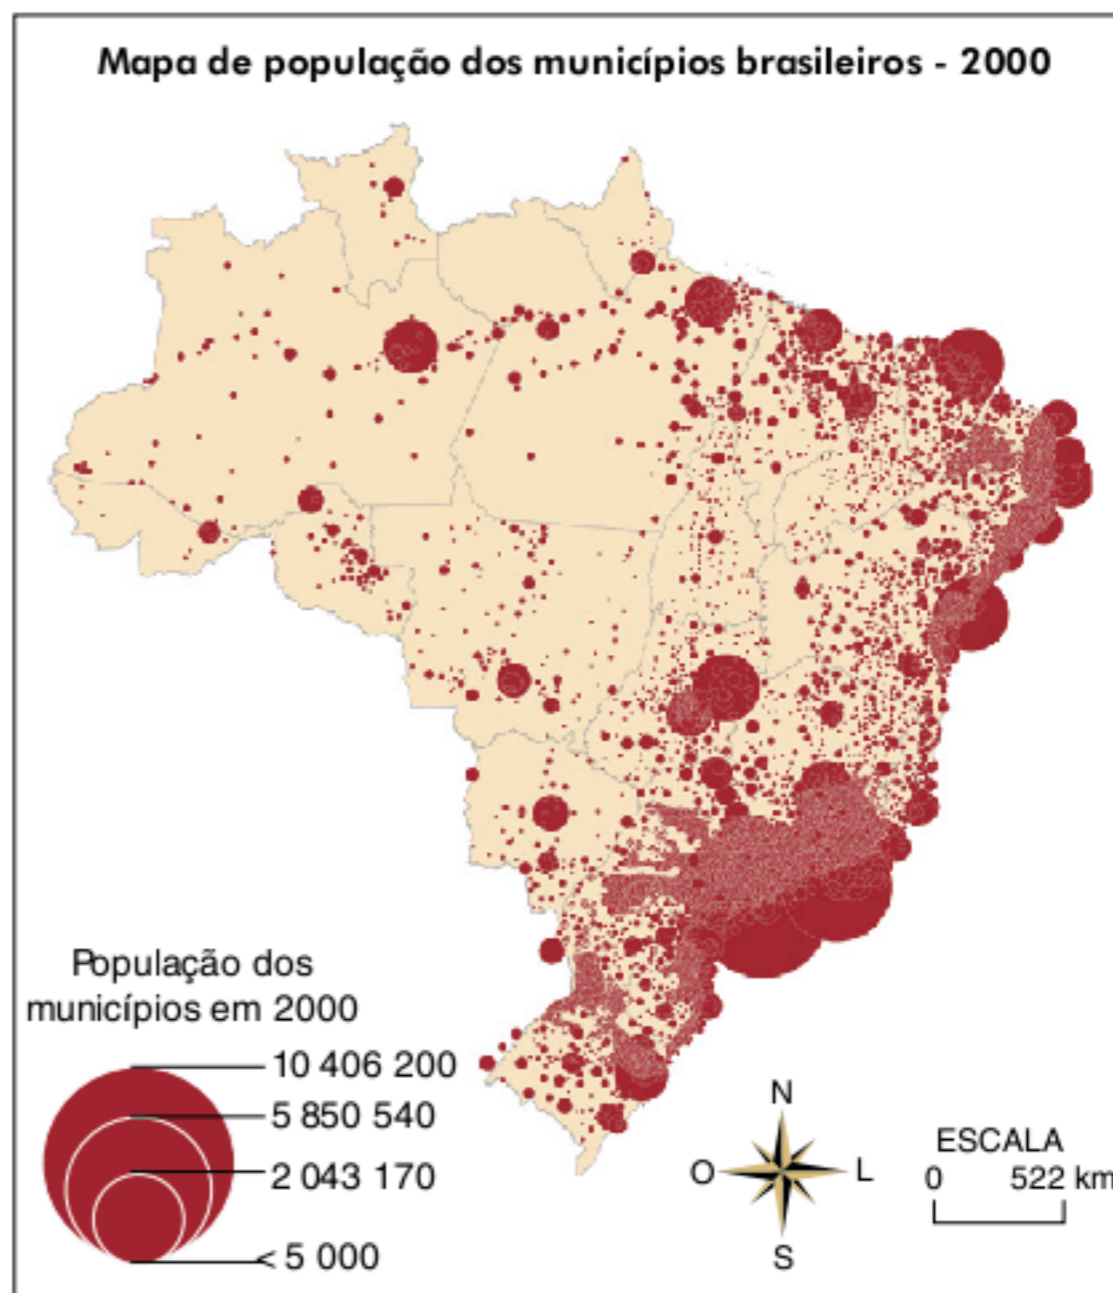 Mapa de população dos municípios brasileiros - 2000
População dos
municípios em 2000
10 406 200
5 850 540
2 043 170
< 5 000
N
O
L
S
ESCALA
0 522 km